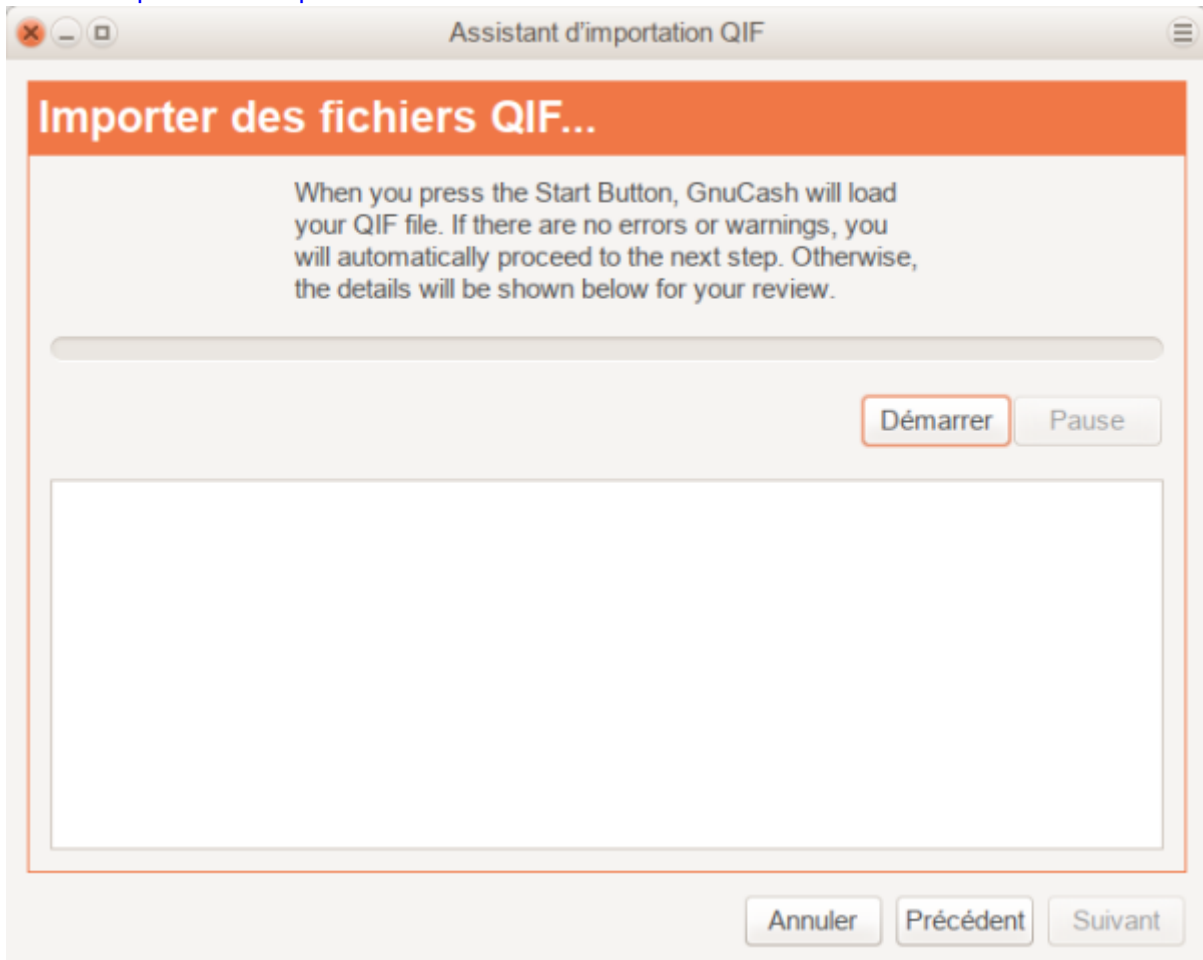 Assistant d'importation QIF
Importer des fichiers QIF...
When you press the Start Button, GnuCash will load
your QIF file. If there are no errors or warnings, you
will automatically proceed to the next step. Otherwise,
the details will be shown below for your review.
Démarrer Pause
Annuler Précédent Suivant